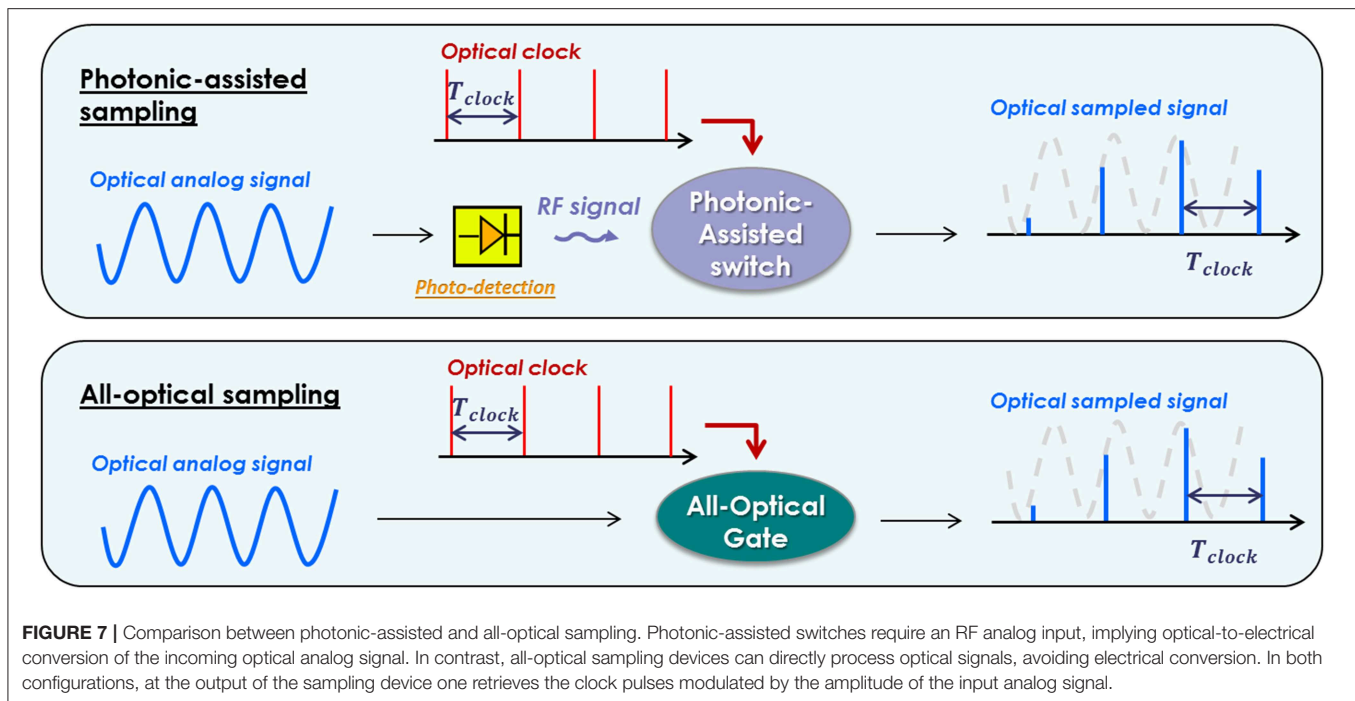 Photonic-assisted
sampling
Optical clock
T_clock
Optical analog signal
RF signal
Photo-detection
Photonic-
Assisted
switch
Optical sampled signal
T_clock
All-optical sampling
Optical clock
T_clock
Optical analog signal
All-Optical
Gate
Optical sampled signal
T_clock
FIGURE 7 | Comparison between photonic-assisted and all-optical sampling. Photonic-assisted switches require an RF analog input, implying optical-to-electrical
conversion of the incoming optical analog signal. In contrast, all-optical sampling devices can directly process optical signals, avoiding electrical conversion. In both
configurations, at the output of the sampling device one retrieves the clock pulses modulated by the amplitude of the input analog signal.